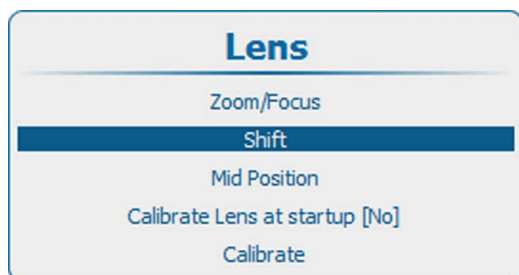 Lens
Zoom/Focus
Shift
Mid Position
Calibrate Lens at startup [No]
Calibrate